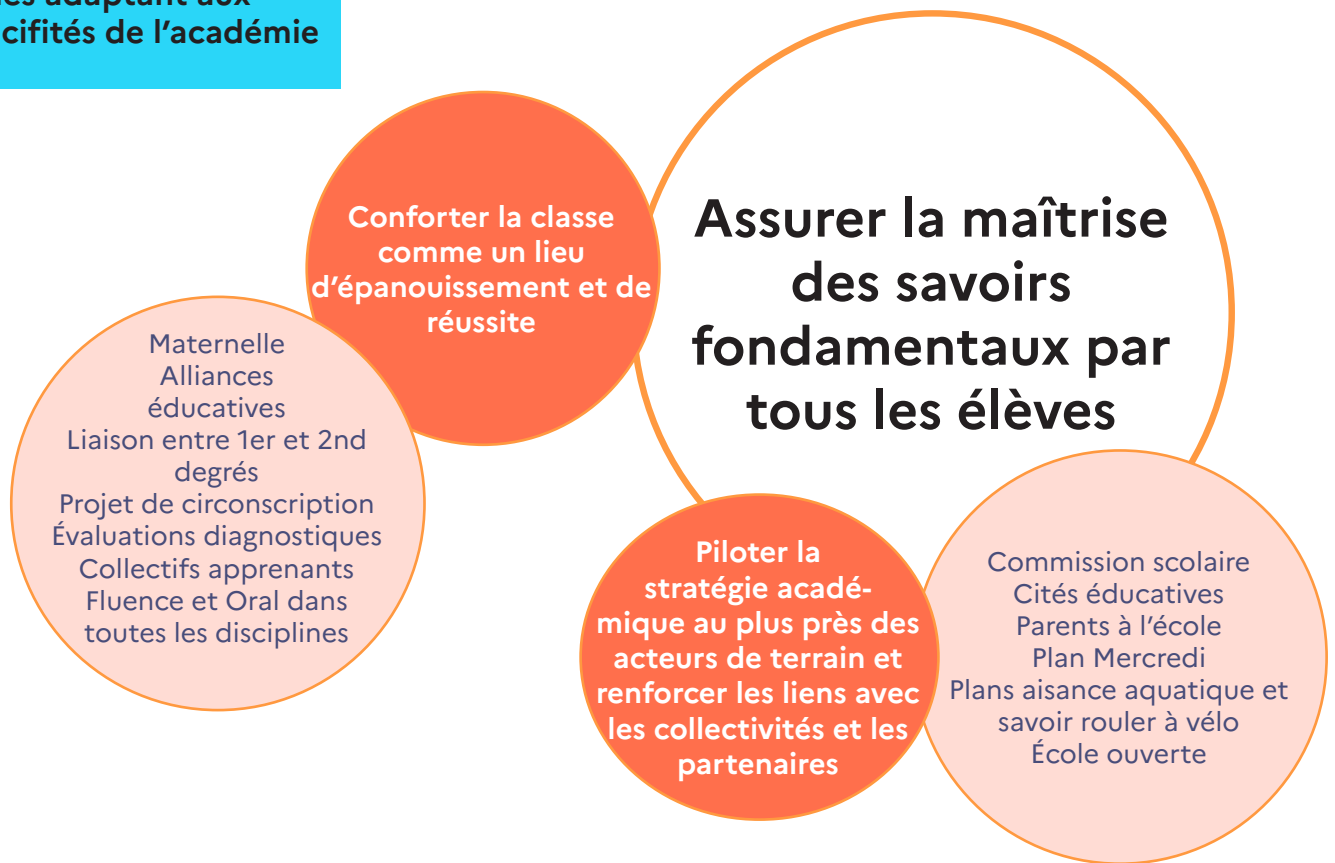 les adaptant aux
cifités de l'académie
Conforter la classe
comme un lieu
d'épanouissement et de
réussite
Assurer la maîtrise
des savoirs
fondamentaux par
tous les élèves
Maternelle
Alliances
éducatives
Liaison entre 1er et 2nd
degrés
Projet de circonscription
Évaluations diagnostiques
Collectifs apprenants
Fluence et Oral dans
toutes les disciplines
Piloter la
stratégie acadé-
mique au plus près des
acteurs de terrain et
renforcer les liens avec
les collectivités et les
partenaires
Commission scolaire
Cités éducatives
Parents à l'école
Plan Mercredi
Plans aisance aquatique et
savoir rouler à vélo
École ouverte